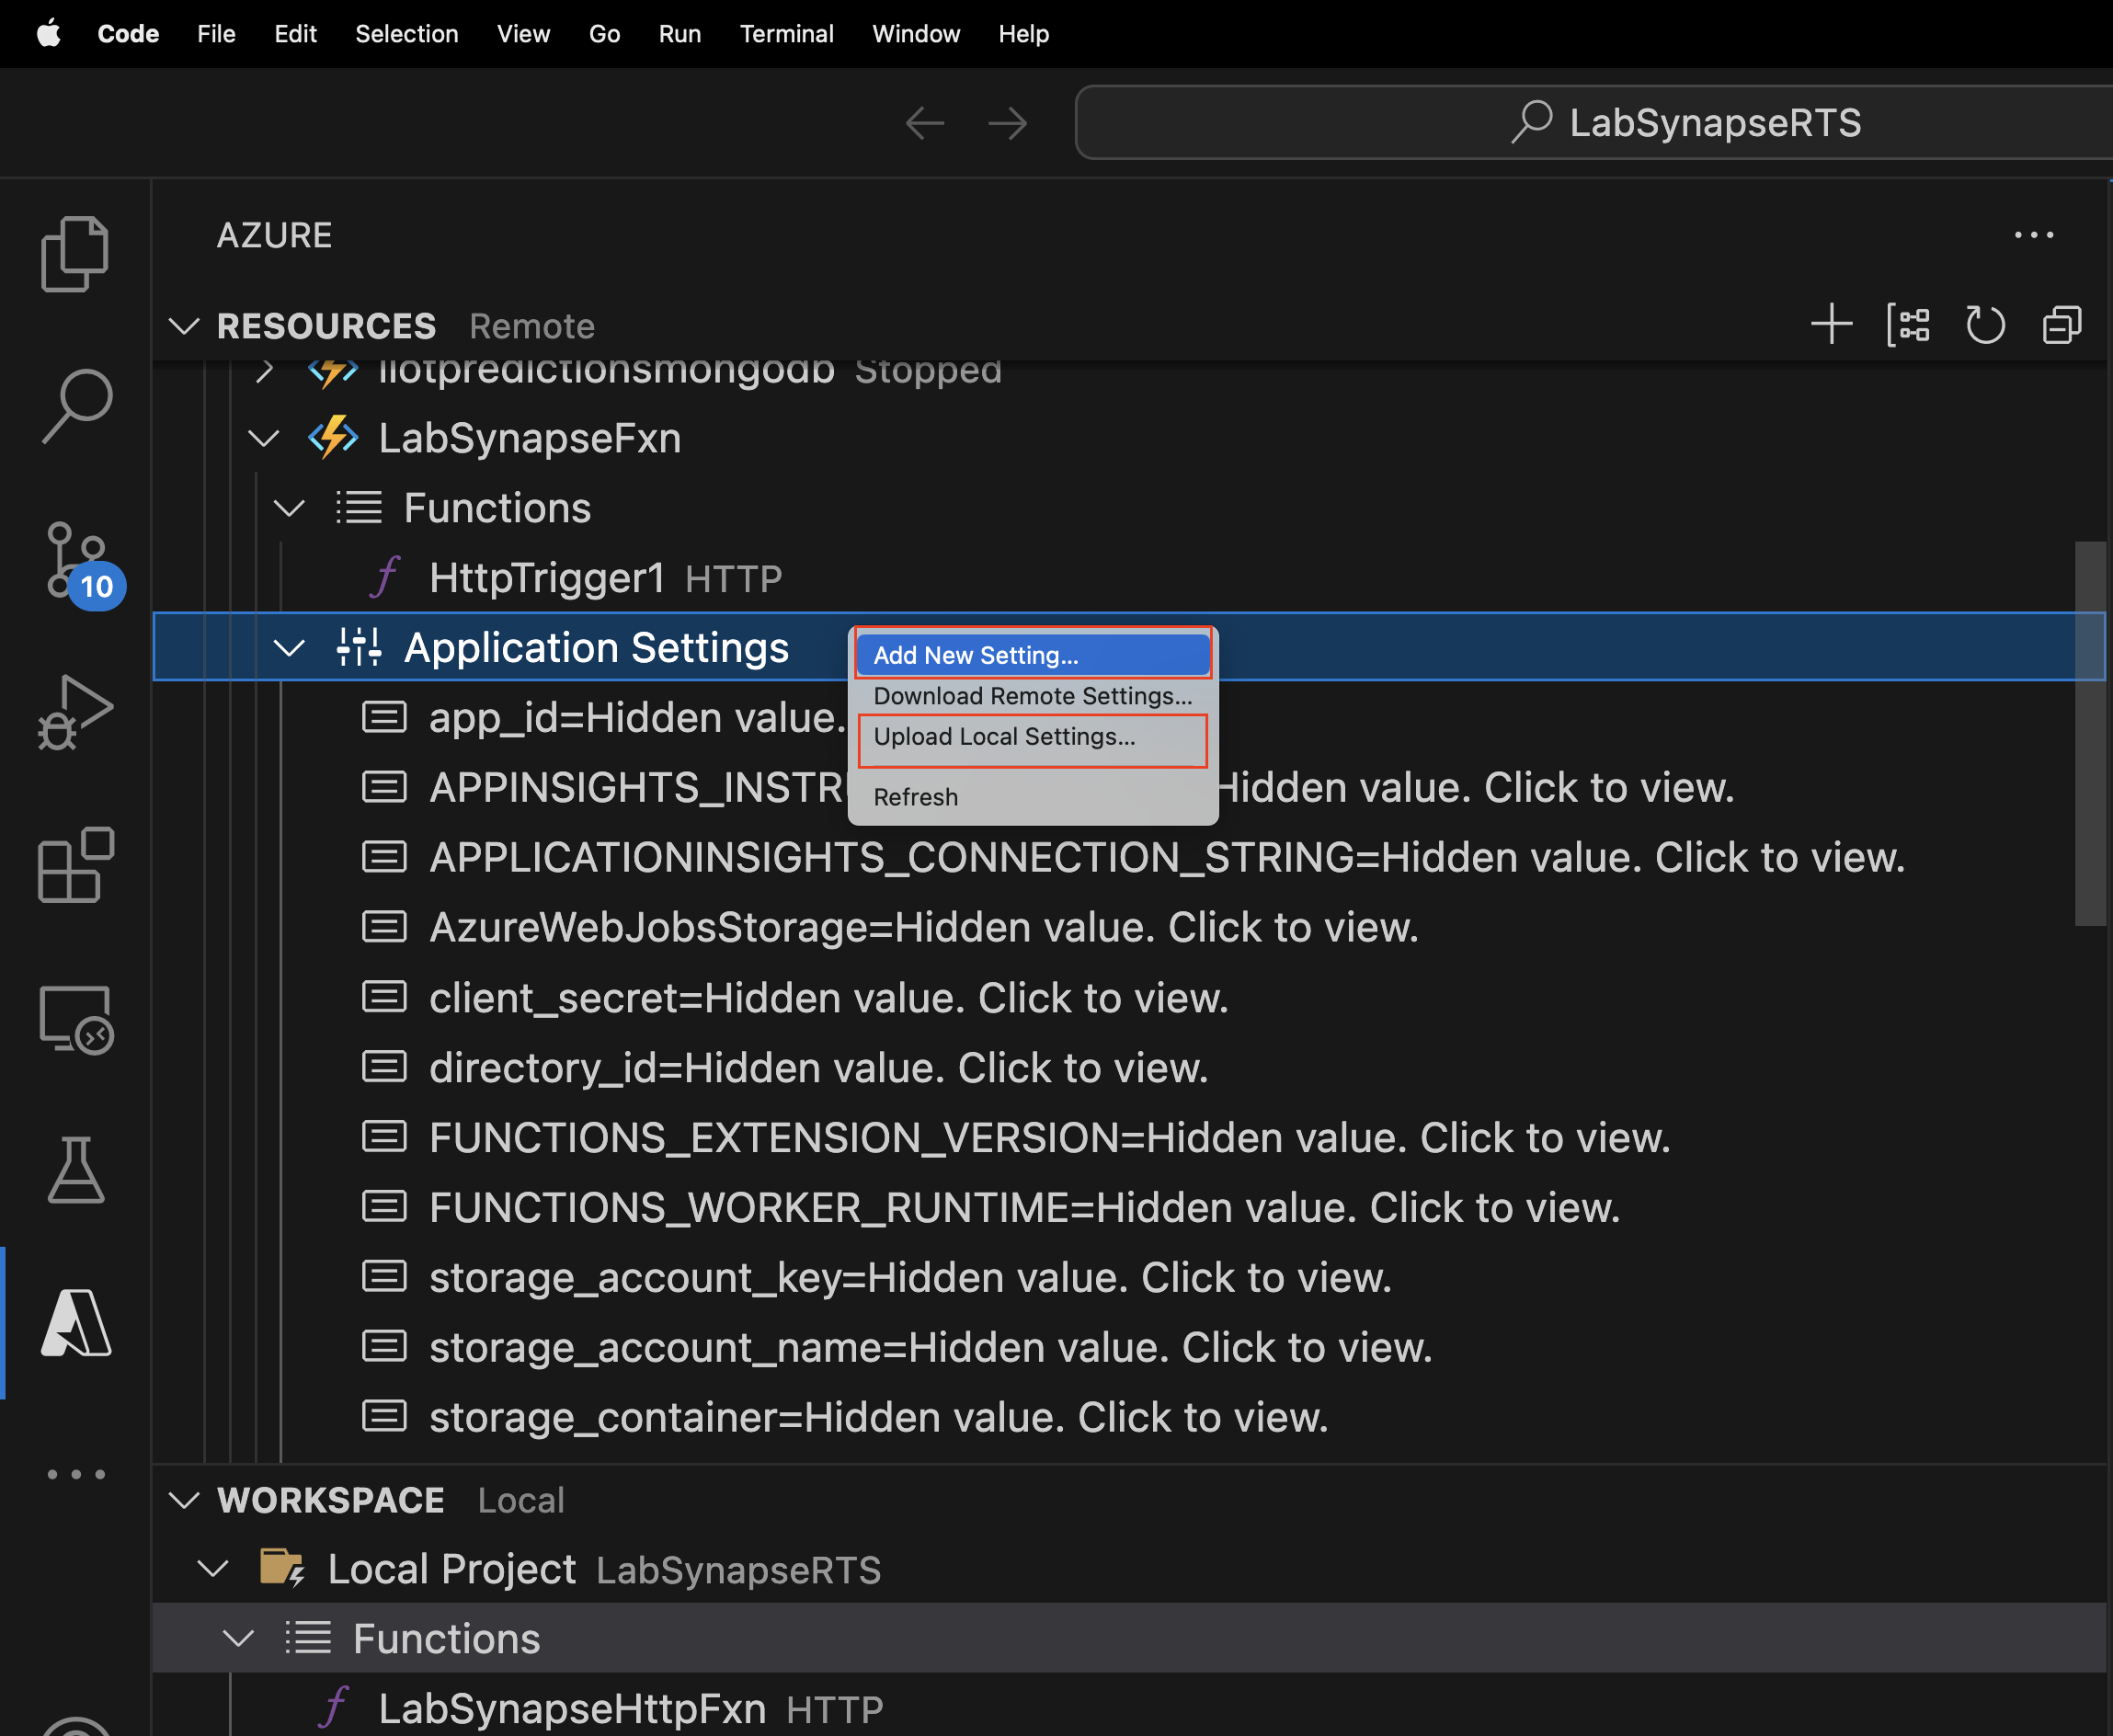 Code File Edit Selection View Go Run Terminal Window Help
LabSynapseRTS
AZURE
RESOURCES Remote
Stopped
LabSynapseFxn
Functions
HttpTrigger1 HTTP
Application Settings
Add New Setting...
Download Remote Settings...
app_id=Hidden value.
Upload Local Settings...
APPINSIGHTS_INSTR Hidden value. Click to view.
Refresh
APPLICATIONINSIGHTS_CONNECTION_STRING=Hidden value. Click to view.
AzureWebJobsStorage=Hidden value. Click to view.
client_secret=Hidden value. Click to view.
directory_id=Hidden value. Click to view.
FUNCTIONS_EXTENSION_VERSION=Hidden value. Click to view.
FUNCTIONS_WORKER_RUNTIME=Hidden value. Click to view.
storage_account_key=Hidden value. Click to view.
storage_account_name=Hidden value. Click to view.
storage_container=Hidden value. Click to view.
10
WORKSPACE Local
Local Project LabSynapseRTS
Functions
LabSynapseHttpFxn HTTP